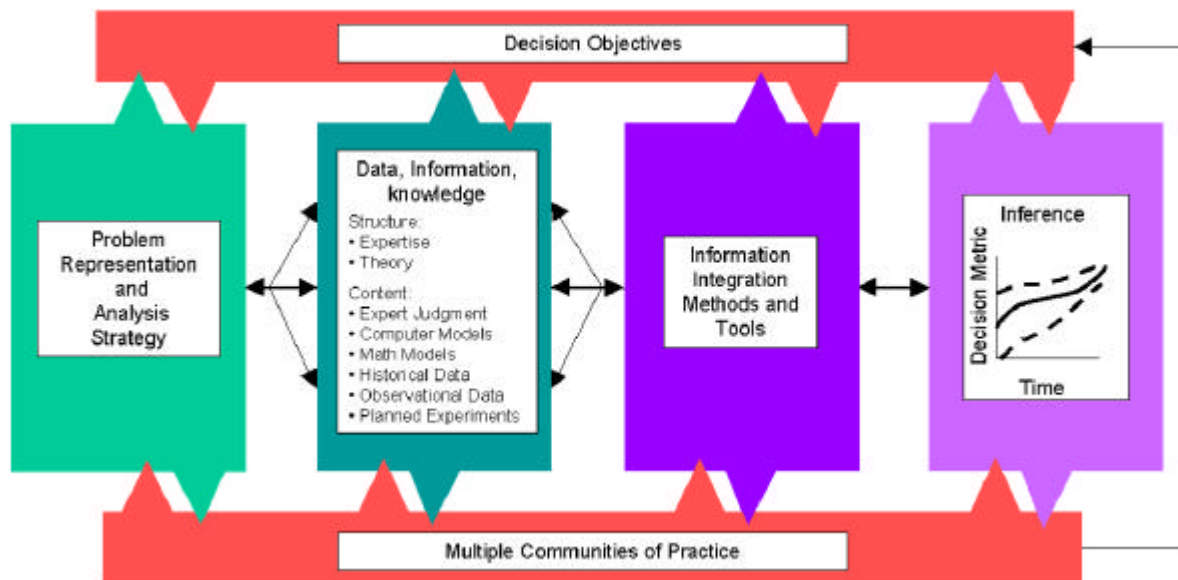 Decision Objectives
Problem
Representation
and
Analysis
Strategy
Data, Information,
knowledge
Structure:
• Expertise
• Theory
Content:
• Expert Judgment
• Computer Models
• Math Models
• Historical Data
• Observational Data
• Planned Experiments
Information
Integration
Methods and
Tools
Inference
Decision Metric
Time
Multiple Communities of Practice